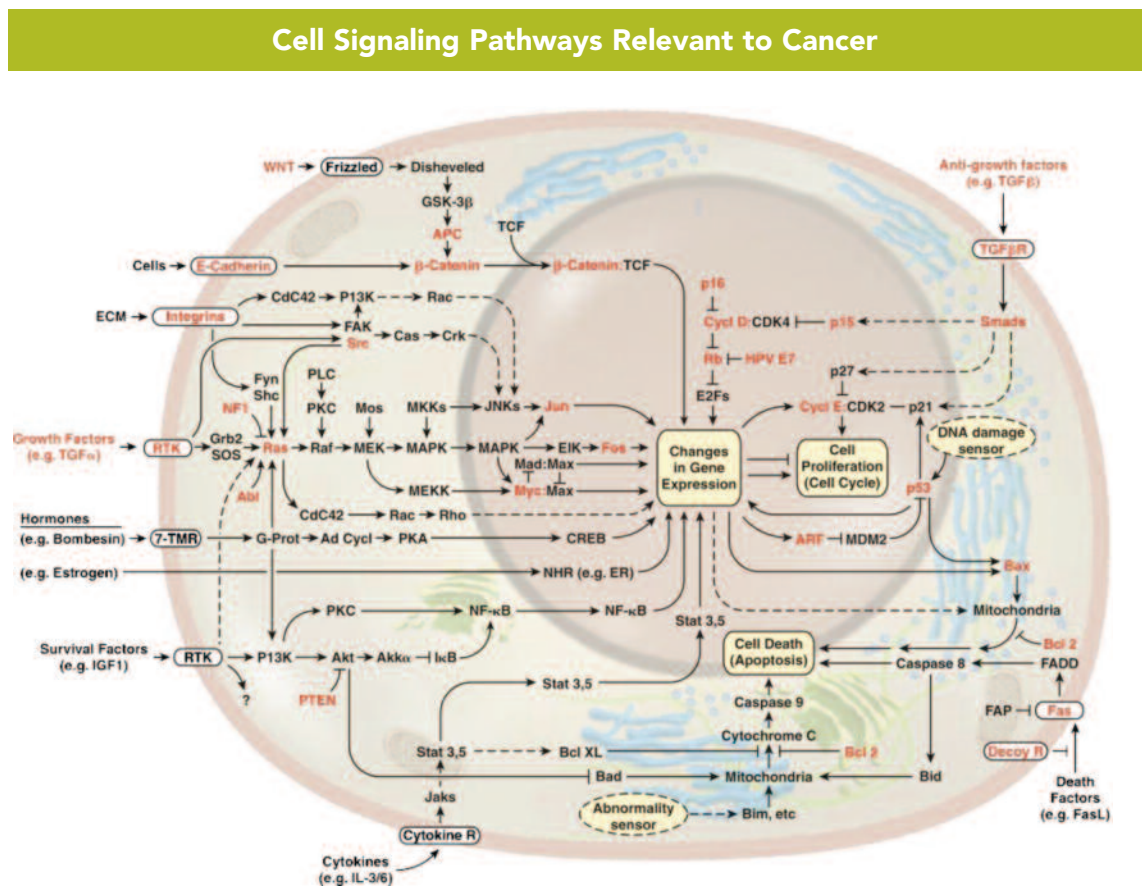 Cell Signaling Pathways Relevant to Cancer
WNT
Frizzled
Disheveled
GSK-3β
APC
TCF
Cells
E-Cadherin
β-Catenin
β-Catenin:TCF
Anti-growth factors
(e.g. TGFβ)
TGFβR
Smads
p16
Cycl D:CDK4
p15
Rb
HPV E7
E2Fs
p27
Cycl E:CDK2
p21
DNA damage
sensor
ECM
Integrins
CdC42
P13K
Rac
FAK
Src
Cas
Crk
Fyn
Shc
NF1
PLC
PKC
Mos
MKKs
JNKs
Jun
Growth Factors
(e.g. TGFα)
RTK
Grb2
SOS
Ras
Raf
MEK
MAPK
MAPK
ElK
Fos
Mad:Max
Abl
MEKK
Myc:Max
CdC42
Rac
Rho
Changes
in Gene
Expression
Cell
Proliferation
(Cell Cycle)
p53
ARF
MDM2
Bax
Hormones
(e.g. Bombesin)
7-TMR
G-Prot
Ad Cycl
PKA
CREB
(e.g. Estrogen)
NHR (e.g. ER)
PKC
NF-κB
NF-κB
Stat 3,5
Mitochondria
Survival Factors
(e.g. IGF1)
RTK
P13K
Akt
Akkα
IκB
?
PTEN
Cell Death
(Apoptosis)
Bcl 2
Caspase 8
FADD
Stat 3,5
Caspase 9
FAP
Fas
Cytochrome C
Stat 3,5
Bcl XL
Bcl 2
Decoy R
Bad
Mitochondria
Bid
Jaks
Death
Factors
(e.g. FasL)
Abnormality
sensor
Bim, etc
Cytokine R
Cytokines
(e.g. IL-3/6)